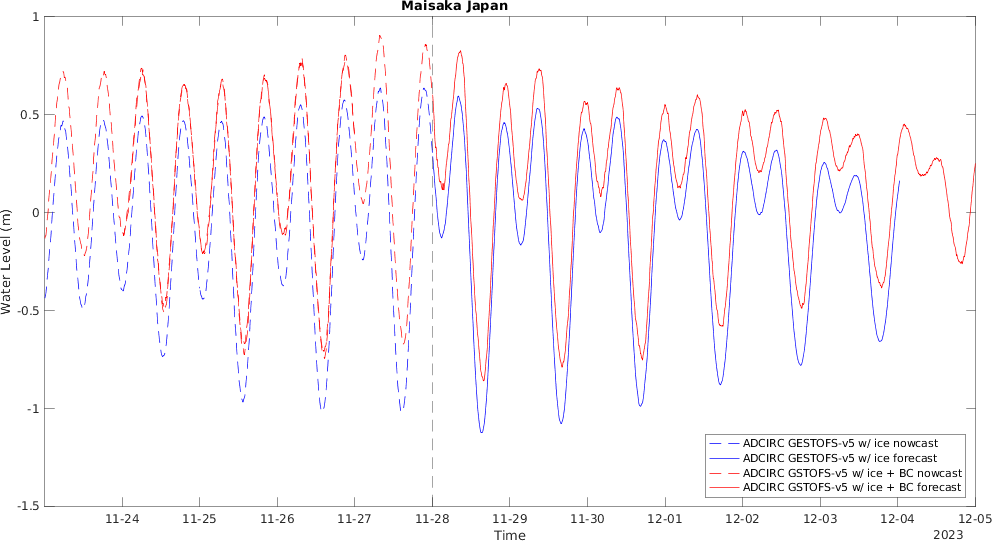 Maisaka Japan
1
0.5
0
-0.5
-1
-1.5
Water Level (m)
ADCIRC GESTOFS-v5 w/ ice nowcast
ADCIRC GESTOFS-v5 w/ ice forecast
ADCIRC GSTOFS-v5 w/ ice + BC nowcast
ADCIRC GSTOFS-v5 w/ ice + BC forecast
11-24 11-25 11-26 11-27 11-28 11-29 11-30 12-01 12-02 12-03 12-04 12-05
Time
2023